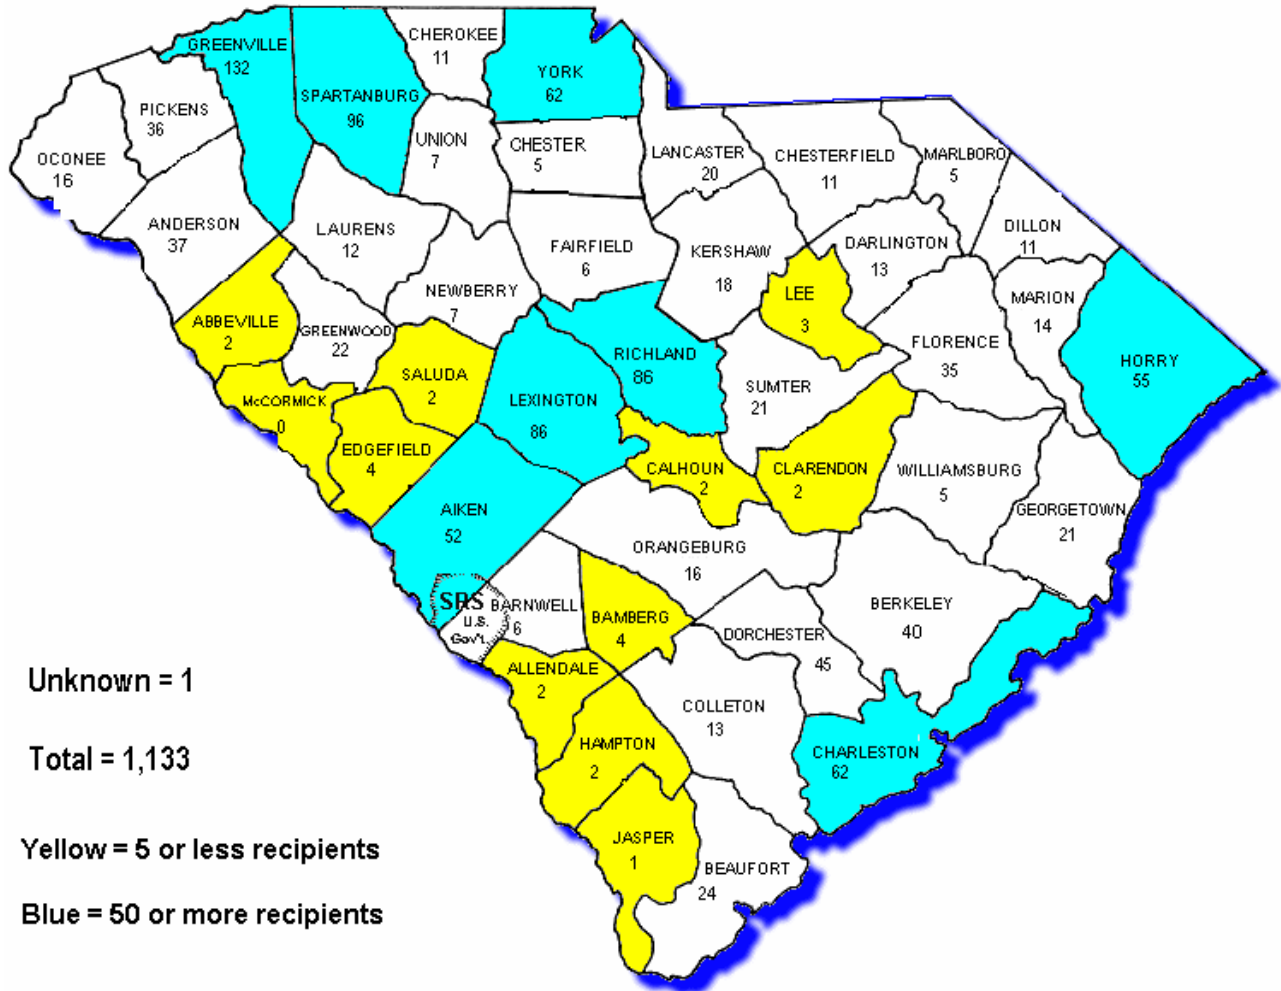 CHEROKEE
11
GREENVILLE
132
YORK
62
SPARTANBURG
96
PICKENS
36
UNION
7
CHESTER
5
LANCASTER
20
CHESTERFIELD
11
MARLBORO
5
OCONEE
16
ANDERSON
37
LAURENS
12
FAIRFIELD
6
KERSHAW
18
DARLINGTON
13
DILLON
11
NEWBERRY
7
LEE
3
MARION
14
ABBEVILLE
2
GREENWOOD
22
RICHLAND
86
FLORENCE
35
HORRY
55
SALUDA
2
SUMTER
21
McCORMICK
0
LEXINGTON
86
EDGEFIELD
4
CALHOUN
2
CLARENDON
2
WILLIAMSBURG
5
AIKEN
52
GEORGETOWN
21
ORANGEBURG
16
SRS
U.S.
Gov't.
BARNWELL
6
BAMBERG
4
BERKELEY
40
DORCHESTER
45
ALLENDALE
2
COLLETON
13
Unknown = 1
HAMPTON
2
CHARLESTON
62
Total = 1,133
JASPER
1
BEAUFORT
24
Yellow = 5 or less recipients
Blue = 50 or more recipients